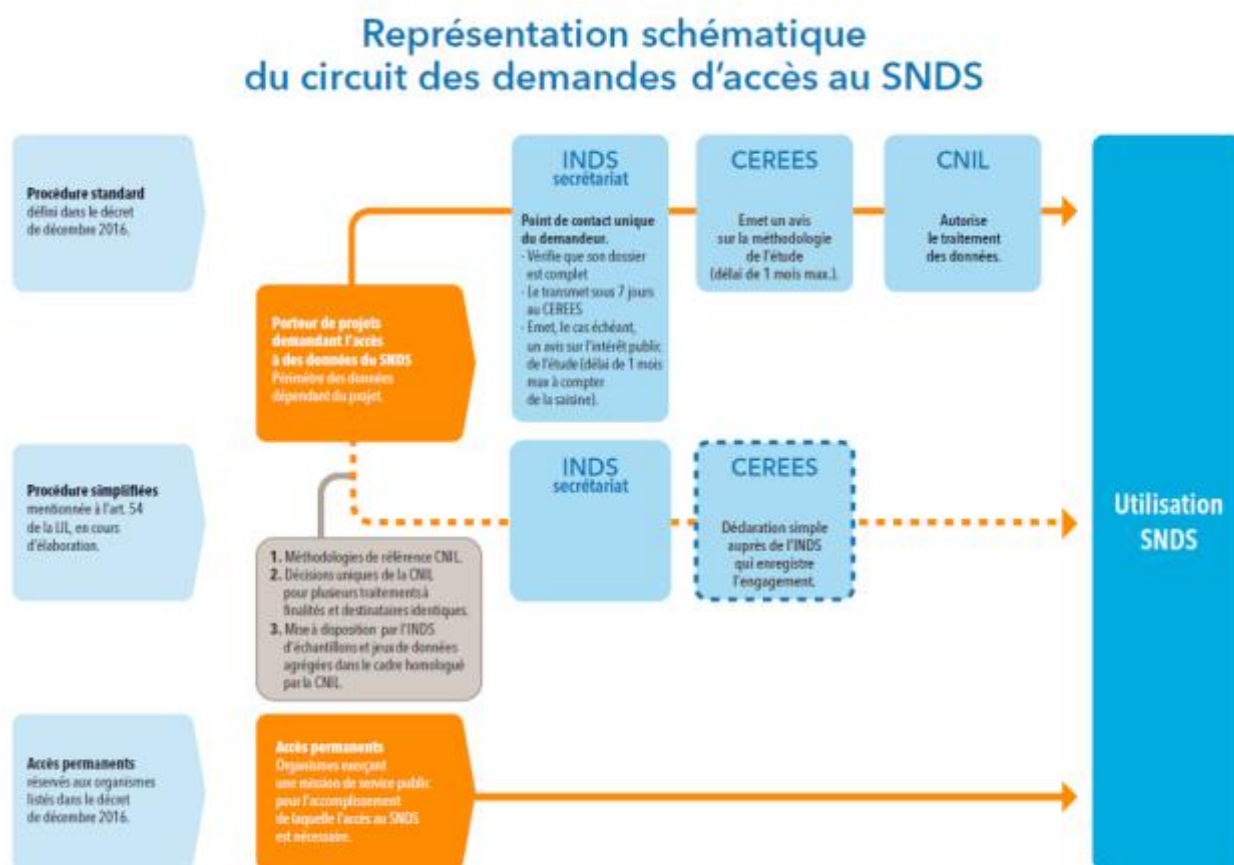 Représentation schématique
du circuit des demandes d'accès au SNDS
Procédure standard
défini dans le décret
de décembre 2016.
Porteur de projets
demandant l'accès
à des données du SNDS
Périmètre des données
dépendant du projet.
INDS
secrétariat
Point de contact unique
du demandeur.
- Vérifie que son dossier
est complet
- Le transmet sous 7 jours
au CEREES
- Emet, le cas échéant,
un avis sur l'intérêt public
de l'étude (délai de 1 mois
max à compter
de la saisine).
CEREES
Emet un avis
sur la méthodologie
de l'étude
(délai de 1 mois max.).
CNIL
Autorise
le traitement
des données.
Procédure simplifiées
mentionnée à l'art. 54
de la LIL, en cours
d'élaboration.
1. Méthodologies de référence CNIL.
2. Décisions uniques de la CNIL
pour plusieurs traitements à
finalités et destinataires identiques.
3. Mise à disposition par l'INDS
d'échantillons et jeux de données
agrégées dans le cadre homologué
par la CNIL.
INDS
secrétariat
CEREES
Déclaration simple
auprès de l'INDS
qui enregistre
l'engagement.
Utilisation
SNDS
Accès permanents
réservés aux organismes
listés dans le décret
de décembre 2016.
Accès permanents
Organismes exerçant
une mission de service public
pour l'accomplissement
de laquelle l'accès au SNDS
est nécessaire.